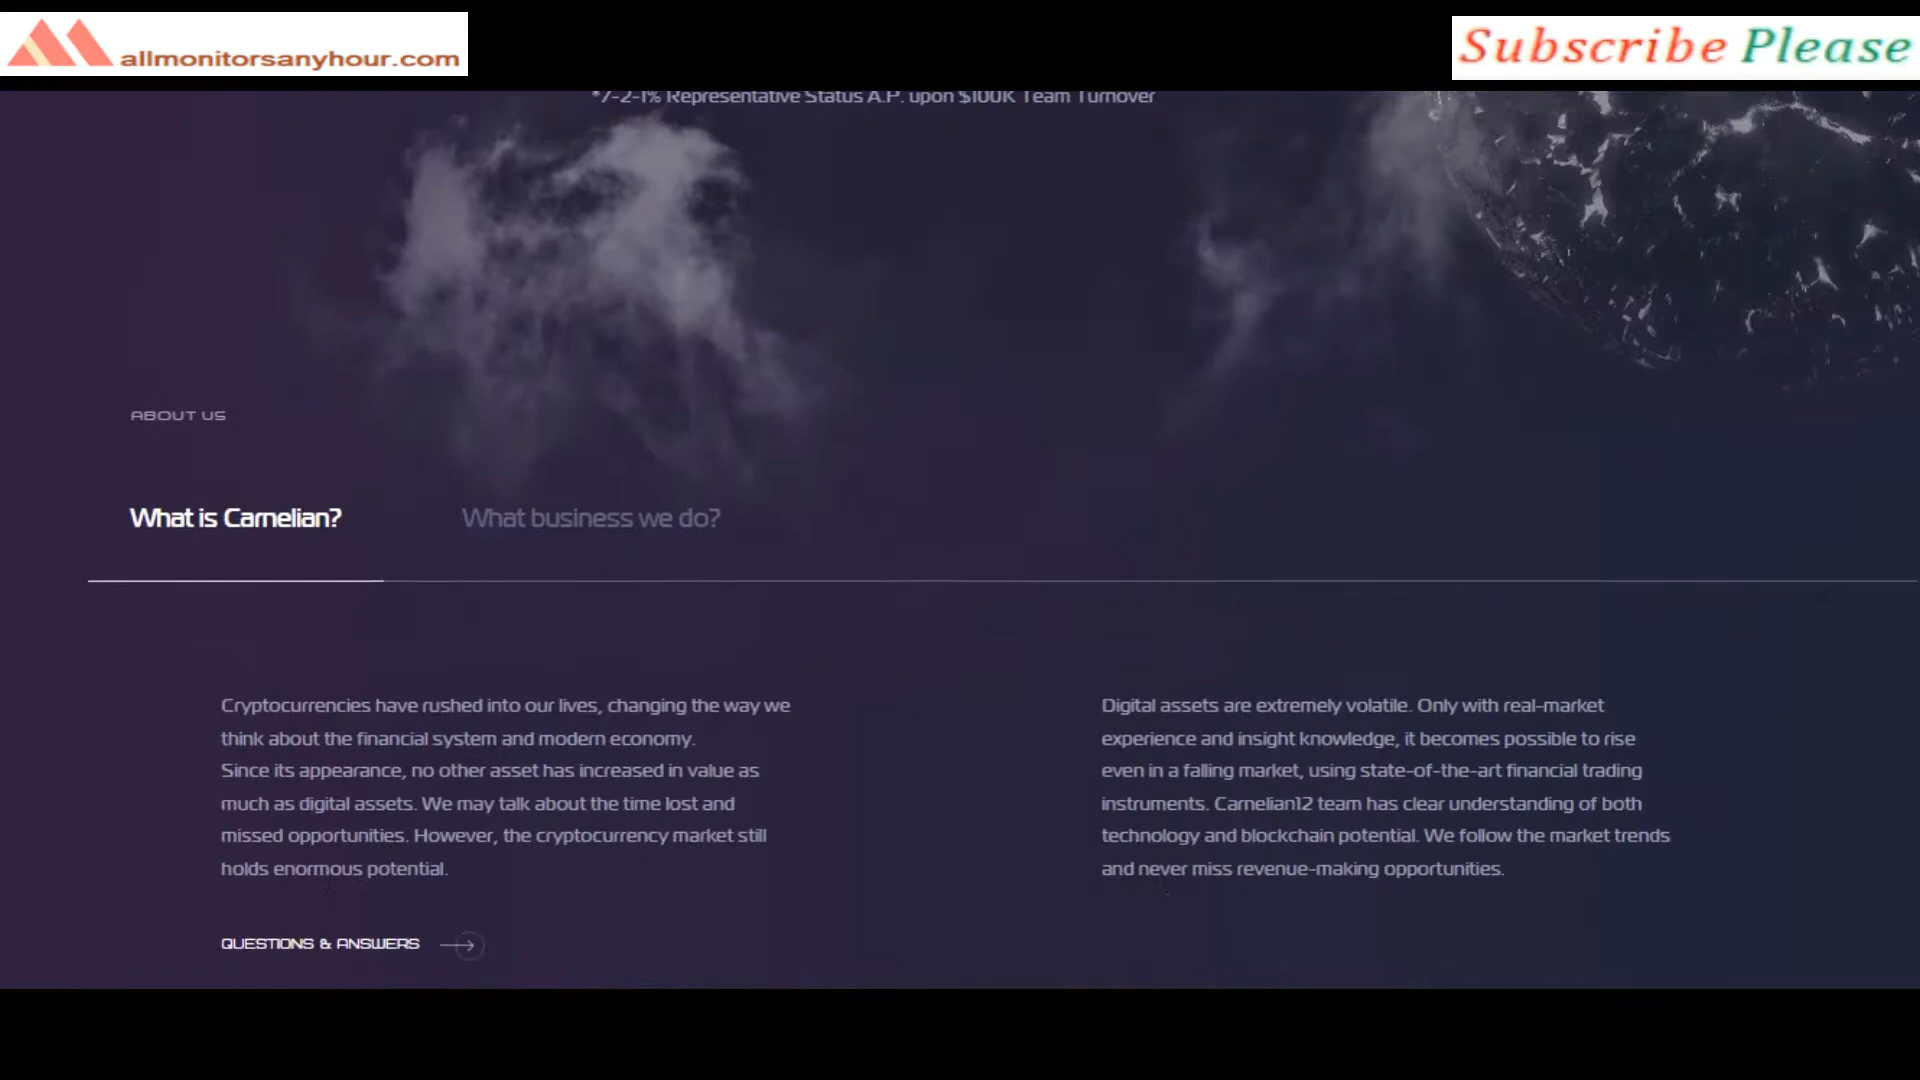 allmonitorsanyhour.com
Subscribe Please
*7-2-1% Representative Status A.P. upon $100K Team Turnover
ABOUT US
What is Carnelian?
What business we do?
Cryptocurrencies have rushed into our lives, changing the way we
think about the financial system and modern economy.
Since its appearance, no other asset has increased in value as
much as digital assets. We may talk about the time lost and
missed opportunities. However, the cryptocurrency market still
holds enormous potential.
QUESTIONS & ANSWERS
Digital assets are extremely volatile. Only with real-market
experience and insight knowledge, it becomes possible to rise
even in a falling market, using state-of-the-art financial trading
instruments. Carnelian12 team has clear understanding of both
technology and blockchain potential. We follow the market trends
and never miss revenue-making opportunities.